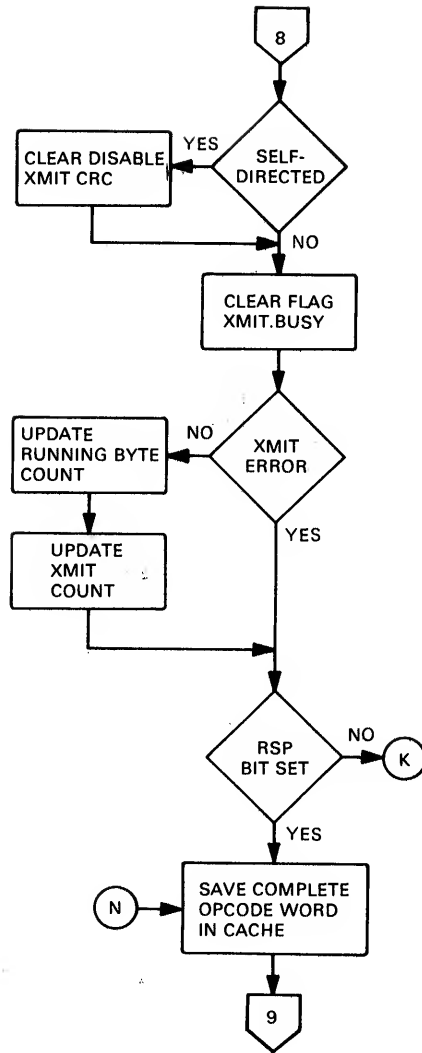 8
YES
CLEAR DISABLE
XMIT CRC
SELF-
DIRECTED
NO
CLEAR FLAG
XMIT.BUSY
NO
UPDATE
RUNNING BYTE
COUNT
XMIT
ERROR
YES
UPDATE
XMIT
COUNT
NO
RSP
BIT SET
K
YES
N
SAVE COMPLETE
OPCODE WORD
IN CACHE
9